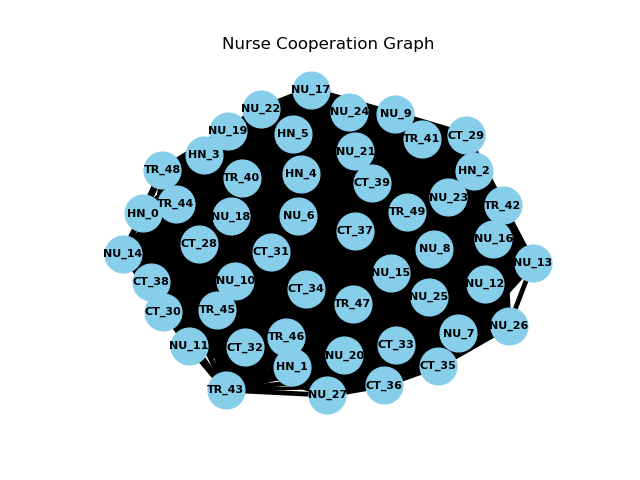 Nurse Cooperation Graph
NU_17
NU_22
NU_24
NU_9
NU_19
HN_5
CT_29
TR_41
HN_3
NU_21
TR_48
HN_4
HN_2
TR_40
CT_39
NU_23
TR_44
TR_42
HN_0
NU_18
NU_6
TR_49
CT_37
NU_16
CT_28
NU_8
NU_14
CT_31
NU_13
NU_15
CT_38
NU_10
NU_12
CT_34
NU_25
TR_47
CT_30
TR_45
NU_26
NU_7
TR_46
NU_11
CT_32
CT_33
NU_20
HN_1
CT_35
CT_36
TR_43
NU_27